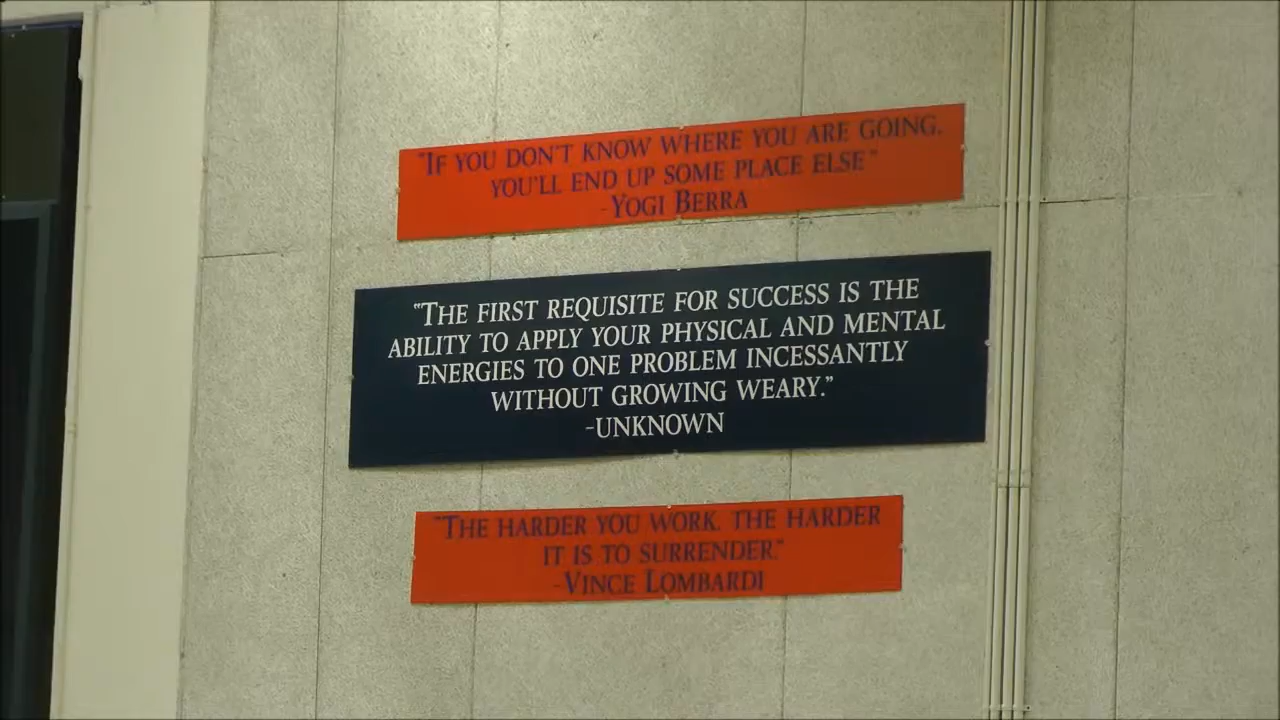 "IF YOU DON'T KNOW WHERE YOU ARE GOING,
YOU'LL END UP SOME PLACE ELSE"
-YOGI BERRA
"THE FIRST REQUISITE FOR SUCCESS IS THE
ABILITY TO APPLY YOUR PHYSICAL AND MENTAL
ENERGIES TO ONE PROBLEM INCESSANTLY
WITHOUT GROWING WEARY."
-UNKNOWN
"THE HARDER YOU WORK, THE HARDER
IT IS TO SURRENDER."
-VINCE LOMBARDI